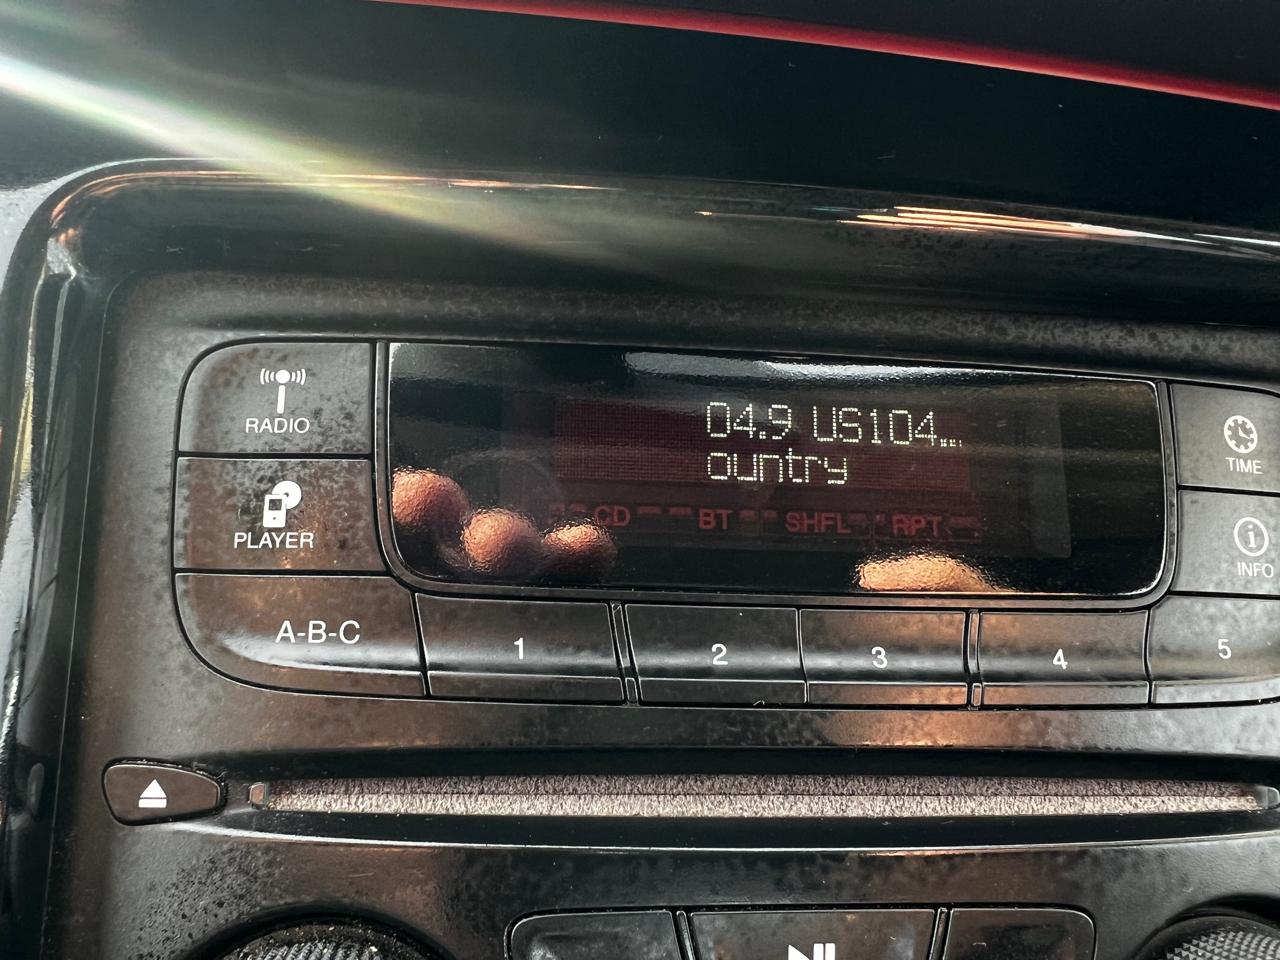 RADIO
PLAYER
A-B-C
04.9 US104...
ountry
CD BT SHFL RPT
TIME
INFO
1 2 3 4 5